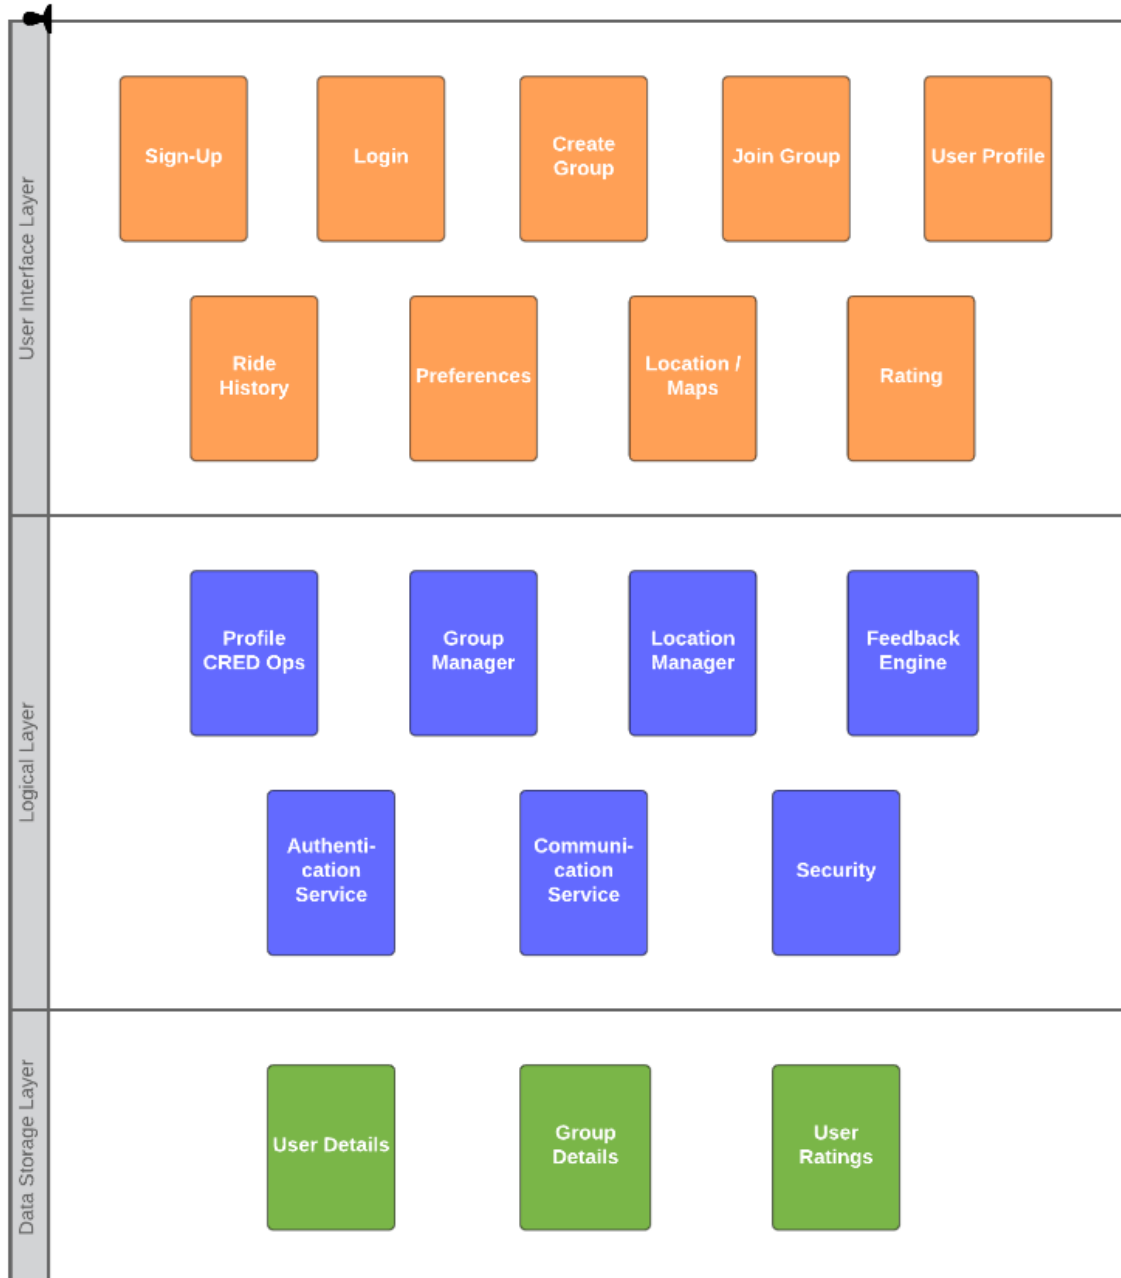 User Interface Layer
Sign-Up
Login
Create
Group
Join Group
User Profile
Ride
History
Preferences
Location /
Maps
Rating
Logical Layer
Profile
CRED Ops
Group
Manager
Location
Manager
Feedback
Engine
Authenti-
cation
Service
Communi-
cation
Service
Security
Data Storage Layer
User Details
Group
Details
User
Ratings